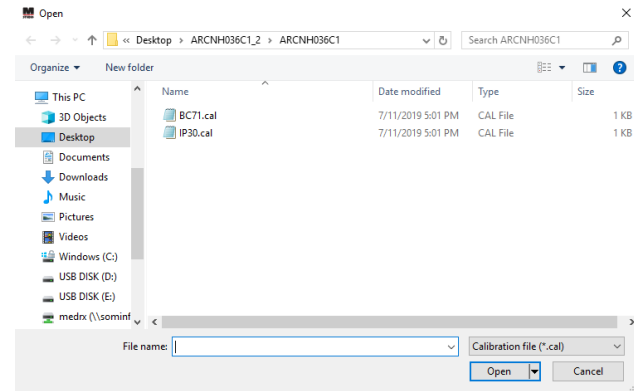 Open
« Desktop > ARCNH036C1_2 > ARCNH036C1
Search ARCNH036C1
Organize
New folder
Name Date modified Type Size
This PC
3D Objects
Desktop
Documents
Downloads
Music
Pictures
Videos
Windows (C:)
USB DISK (D:)
USB DISK (E:)
medrx (\\sominf
BC71.cal 7/11/2019 5:01 PM CAL File 1 KB
IP30.cal 7/11/2019 5:01 PM CAL File 1 KB
File name:
Calibration file (*.cal)
Open
Cancel